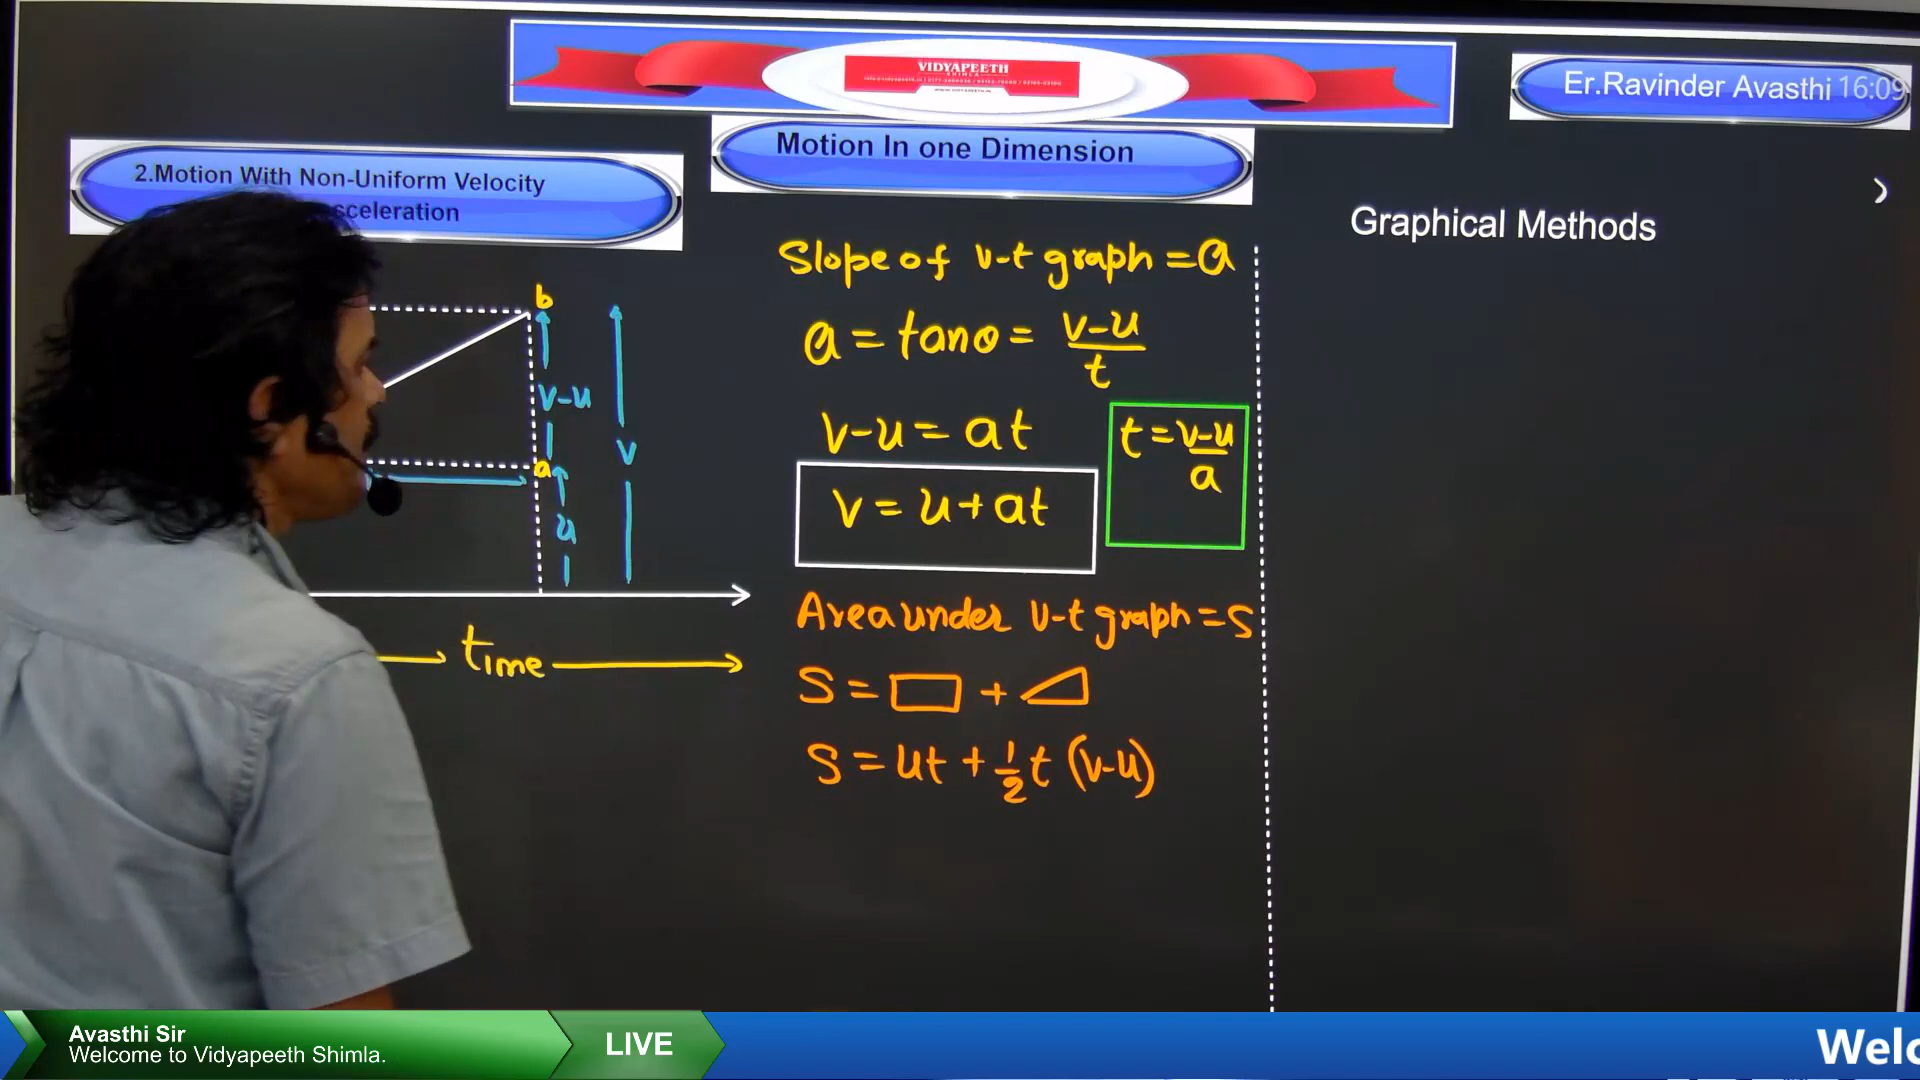 VIDYAPEETH
SHIMLA
Er.Ravinder Avasthi 16:09
Motion In one Dimension
2.Motion With Non-Uniform Velocity
cceleration
Graphical Methods
Slope of v-t graph = a
a = tanθ = v-u/t
v-u = at
t = v-u/a
v = u+at
Area under v-t graph = S
S = ▭ + ◿
S = ut + 1/2 t (v-u)
b
v-u
v
a
u
time
Avasthi Sir
Welcome to Vidyapeeth Shimla.
LIVE
Welc